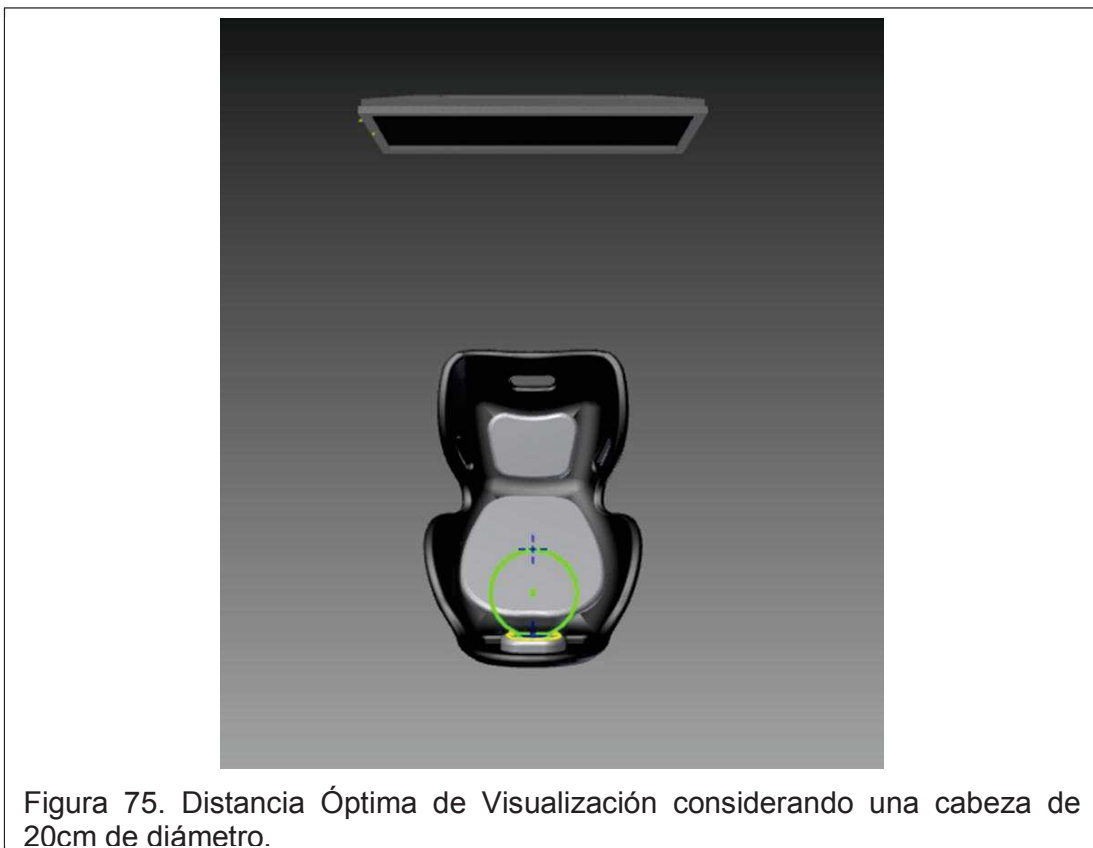 Figura 75. Distancia Óptima de Visualización considerando una cabeza de
20cm de diámetro.